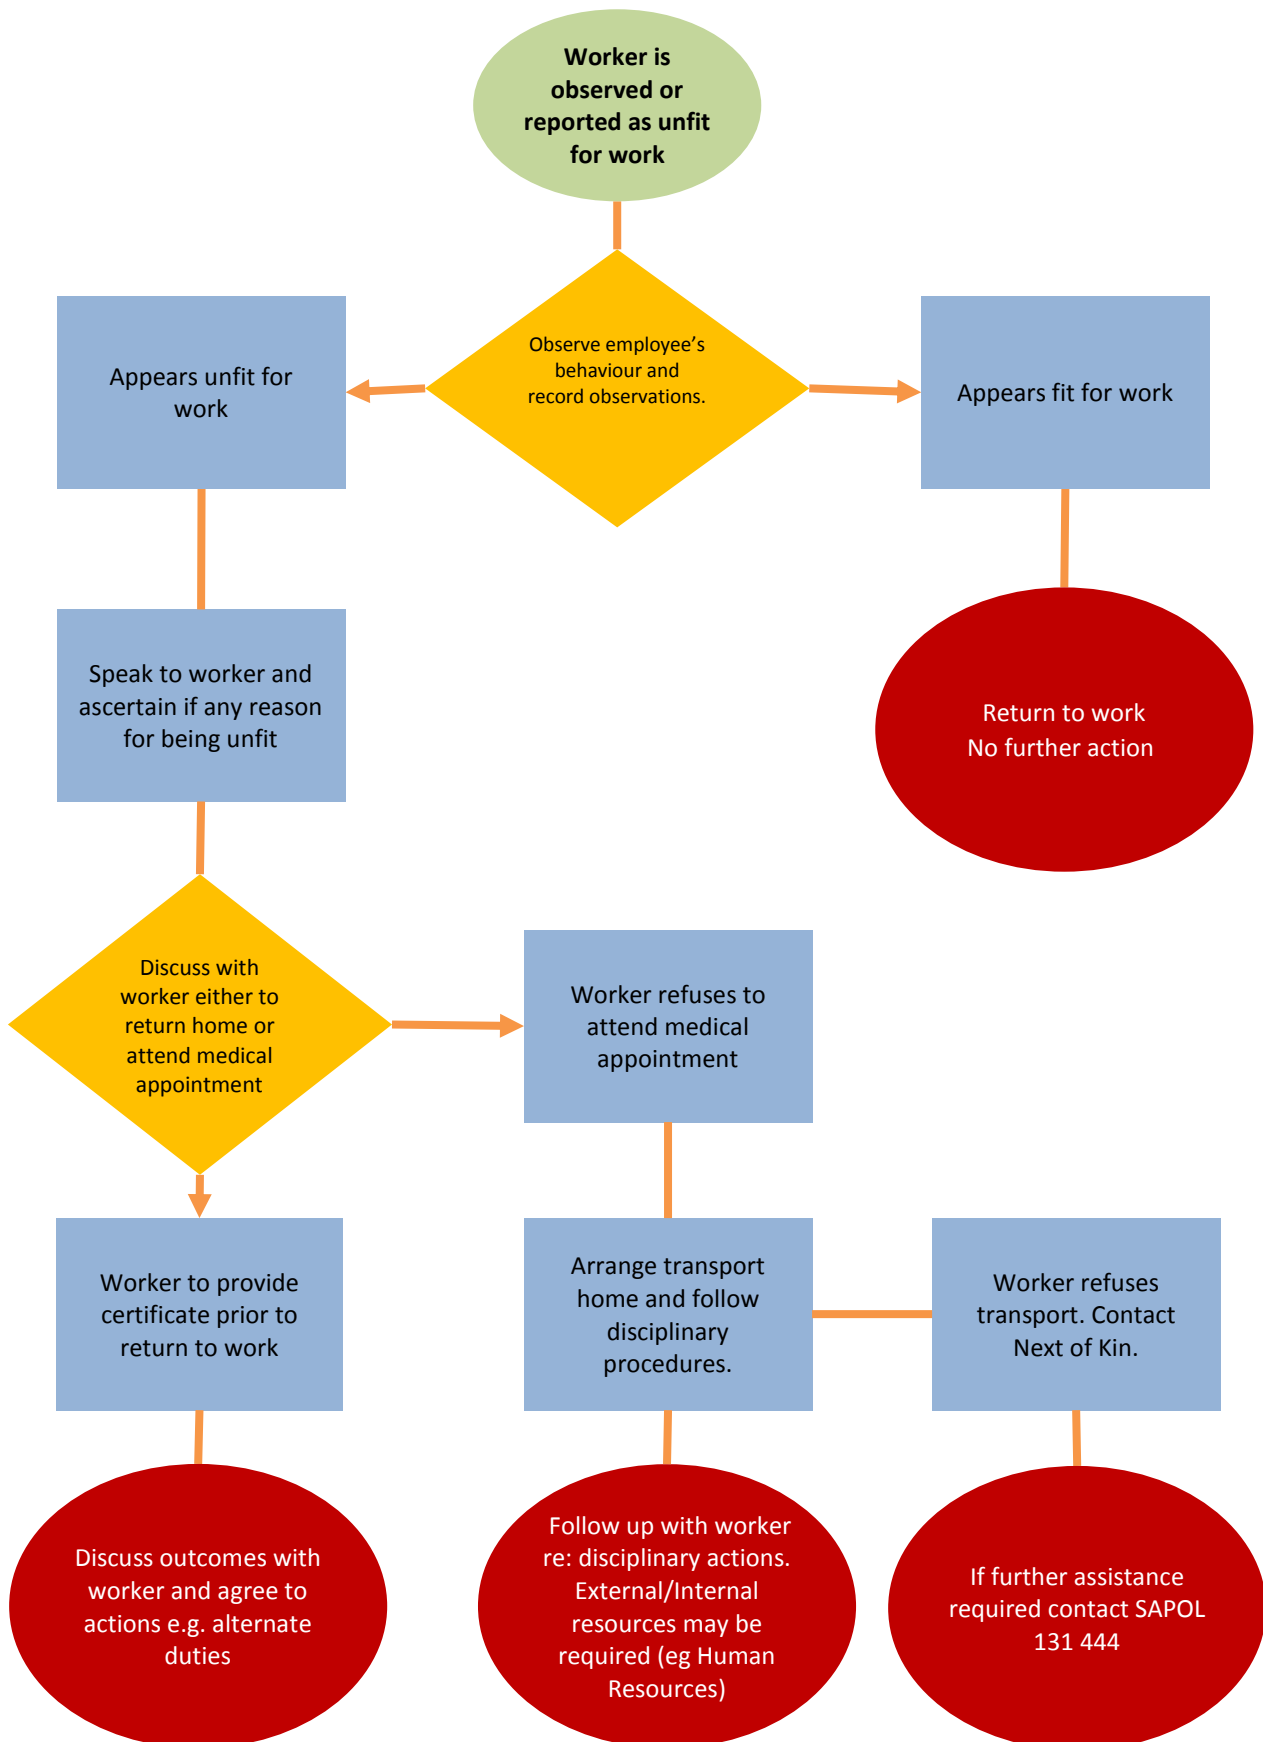 Worker is
observed or
reported as unfit
for work
Observe employee’s
behaviour and
record observations.
Appears unfit for
work
Appears fit for work
Speak to worker and
ascertain if any reason
for being unfit
Return to work
No further action
Discuss with
worker either to
return home or
attend medical
appointment
Worker refuses to
attend medical
appointment
Worker to provide
certificate prior to
return to work
Arrange transport
home and follow
disciplinary
procedures.
Worker refuses
transport. Contact
Next of Kin.
Discuss outcomes with
worker and agree to
actions e.g. alternate
duties
Follow up with worker
re: disciplinary actions.
External/Internal
resources may be
required (eg Human
Resources)
If further assistance
required contact SAPOL
131 444